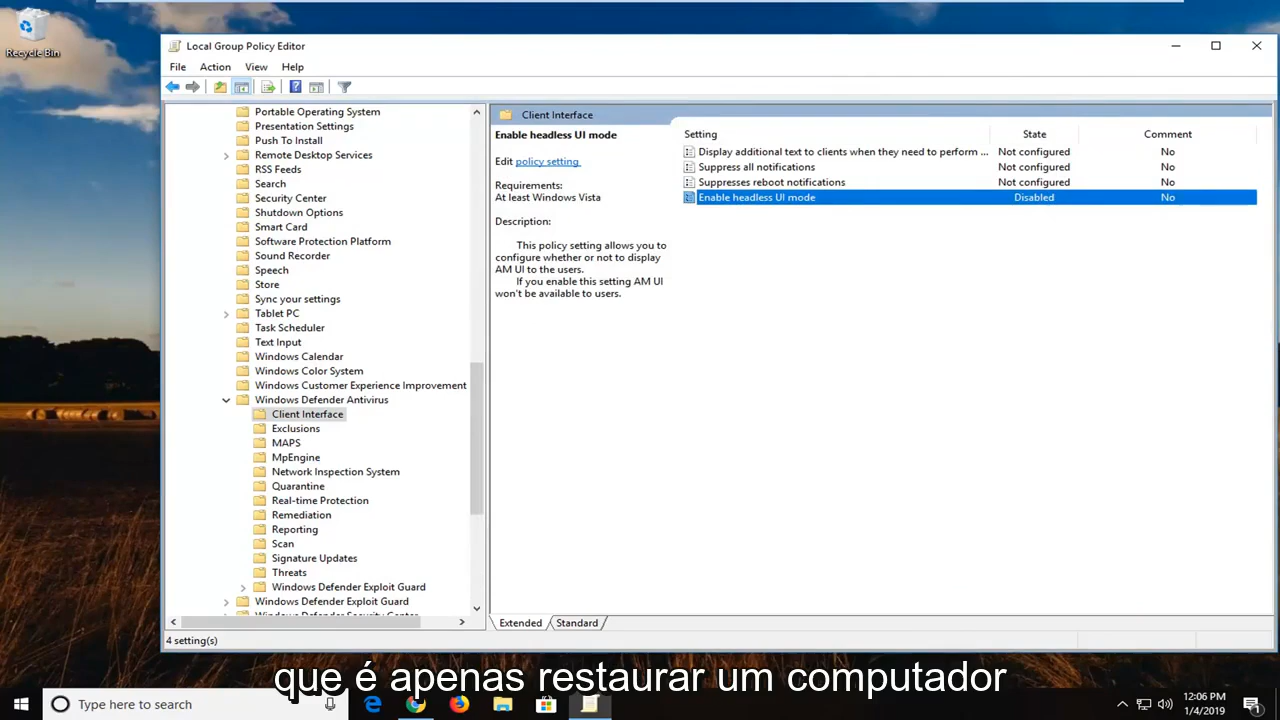 Recycle Bin
Local Group Policy Editor
File Action View Help
Portable Operating System
Presentation Settings
Push To Install
Remote Desktop Services
RSS Feeds
Search
Security Center
Shutdown Options
Smart Card
Software Protection Platform
Sound Recorder
Speech
Store
Sync your settings
Tablet PC
Task Scheduler
Text Input
Windows Calendar
Windows Color System
Windows Customer Experience Improvement
Windows Defender Antivirus
Client Interface
Exclusions
MAPS
MpEngine
Network Inspection System
Quarantine
Real-time Protection
Remediation
Reporting
Scan
Signature Updates
Threats
Windows Defender Exploit Guard
Windows Defender Exploit Guard
Windows Defender Security Center
Client Interface
Enable headless UI mode
Edit policy setting
Requirements:
At least Windows Vista
Description:
This policy setting allows you to
configure whether or not to display
AM UI to the users.
If you enable this setting AM UI
won't be available to users.
Setting State Comment
Display additional text to clients when they need to perform ... Not configured No
Suppress all notifications Not configured No
Suppresses reboot notifications Not configured No
Enable headless UI mode Disabled No
Extended Standard
4 setting(s)
que é apenas restaurar um computador
Type here to search
12:06 PM
1/4/2019
1